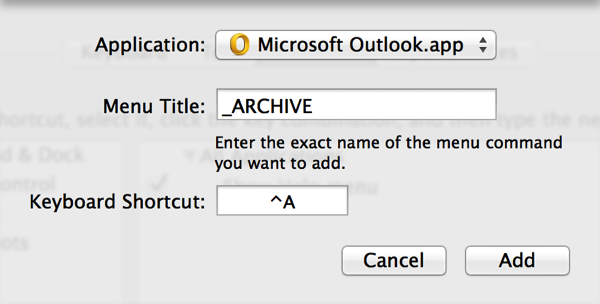 Application: Microsoft Outlook.app
Menu Title: _ARCHIVE
Enter the exact name of the menu command
you want to add.
Keyboard Shortcut: ^A
Cancel Add